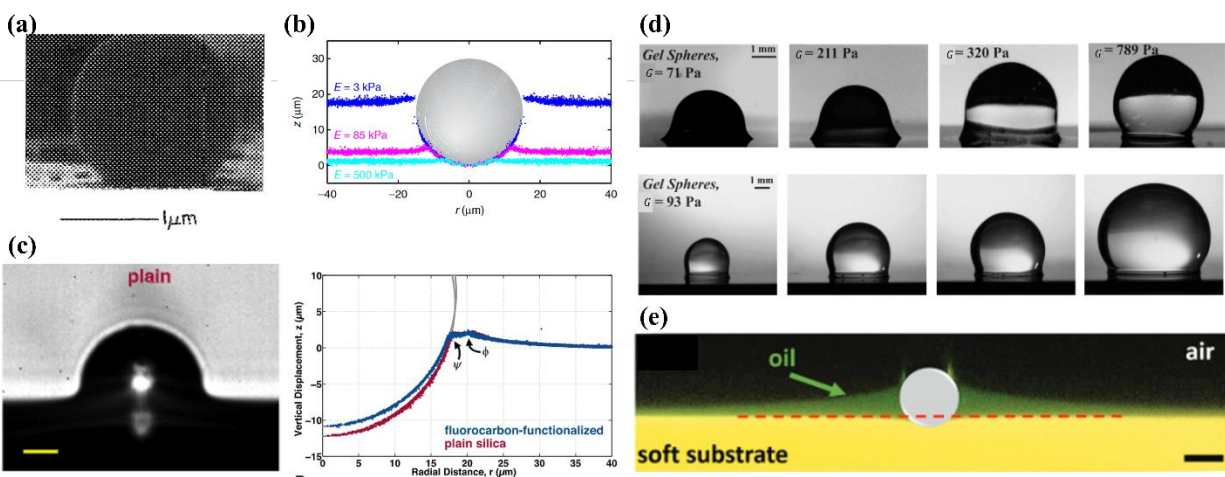 (a)
1μm
(b)
z (μm)
30
20
10
0
E = 3 kPa
E = 85 kPa
E = 500 kPa
−40
−20
0
20
40
r (μm)
(c)
plain
Vertical Displacement, z (μm)
10
5
0
−5
−10
−15
ψ
ϕ
fluorocarbon-functionalized
plain silica
0
5
10
15
20
25
30
35
40
Radial Distance, r (μm)
(d)
Gel Spheres,
G = 71 Pa
1 mm
211 Pa
320 Pa
789 Pa
Gel Spheres,
G = 93 Pa
1 mm
(e)
oil
air
soft substrate